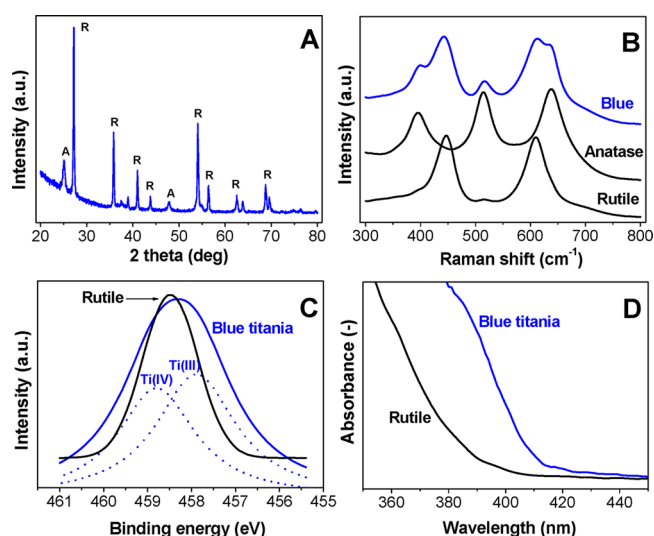 A
R
A
R
R
R
A
R
R
R
R
Intensity (a.u.)
20 30 40 50 60 70 80
2 theta (deg)
B
Blue
Anatase
Rutile
Intensity (a.u.)
300 400 500 600 700 800
Raman shift (cm-1)
C
Rutile
Blue titania
Ti(IV)
Ti(III)
Intensity (a.u.)
461 460 459 458 457 456 455
Binding energy (eV)
D
Blue titania
Rutile
Absorbance (-)
360 380 400 420 440
Wavelength (nm)